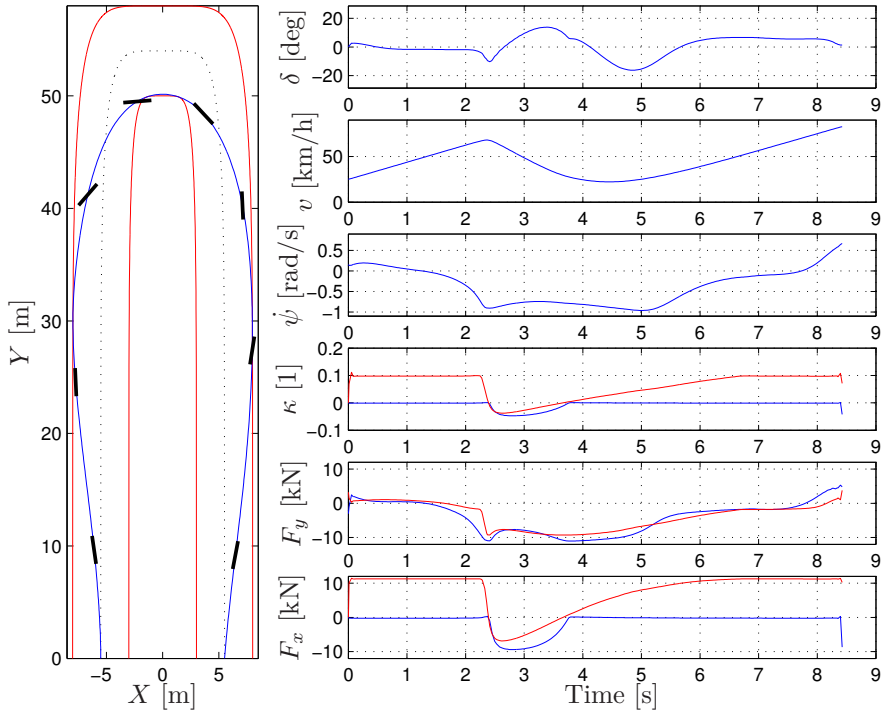 Y [m]
50
40
30
20
10
0
−5 0 5
X [m]
δ [deg]
20
0
−20
0 1 2 3 4 5 6 7 8 9
v [km/h]
50
0
0 1 2 3 4 5 6 7 8 9
ψ̇ [rad/s]
0.5
0
−0.5
−1
0 1 2 3 4 5 6 7 8 9
κ [1]
0.2
0.1
0
−0.1
0 1 2 3 4 5 6 7 8 9
F_y [kN]
10
0
−10
0 1 2 3 4 5 6 7 8 9
F_x [kN]
10
0
−10
0 1 2 3 4 5 6 7 8 9
Time [s]